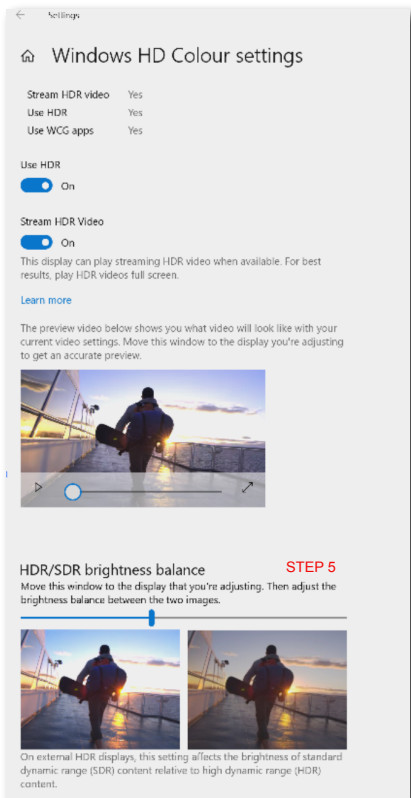 Settings
Windows HD Colour settings
Stream HDR video Yes
Use HDR Yes
Use WCG apps Yes
Use HDR
On
Stream HDR Video
On
This display can play streaming HDR video when available. For best
results, play HDR videos full screen.
Learn more
The preview video below shows you what video will look like with your
current video settings. Move this window to the display you're adjusting
to get an accurate preview.
HDR/SDR brightness balance STEP 5
Move this window to the display that you're adjusting. Then adjust the
brightness balance between the two images.
On external HDR displays, this setting affects the brightness of standard
dynamic range (SDR) content relative to high dynamic range (HDR)
content.